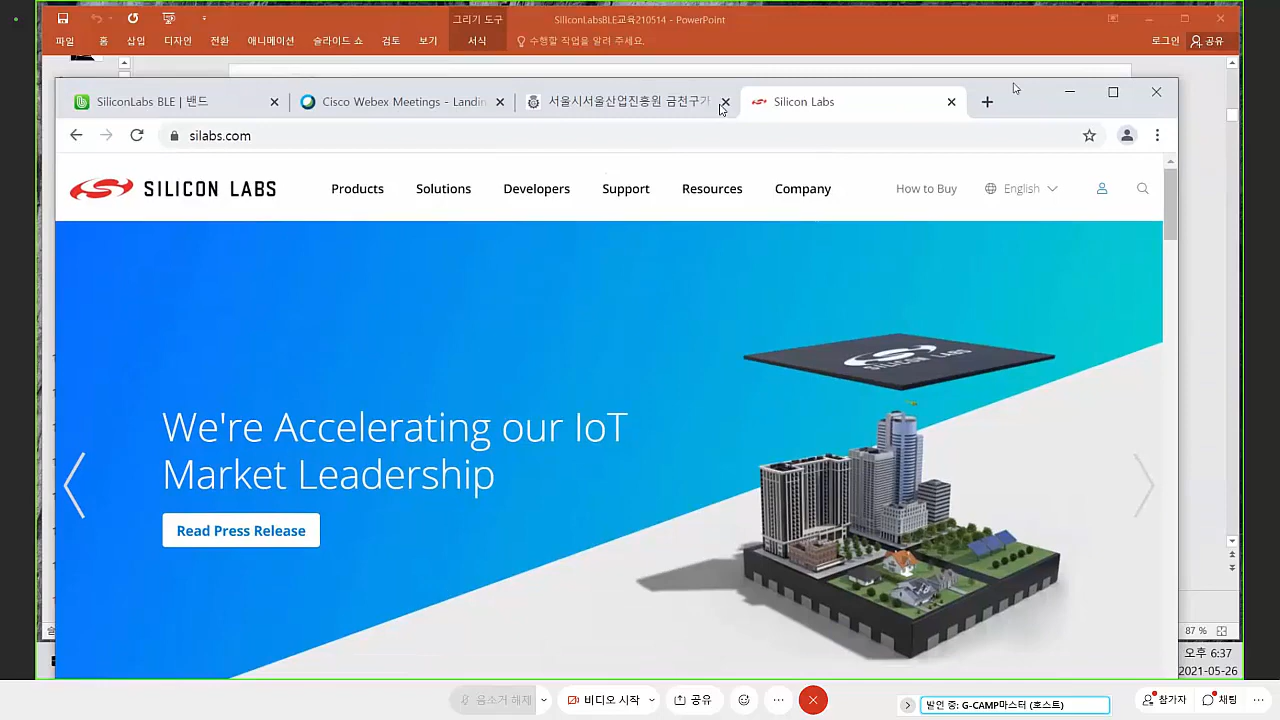 그리기 도구
SiliconLabsBLE교육210514 - PowerPoint
파일 홈 삽입 디자인 전환 애니메이션 슬라이드 쇼 검토 보기 서식 수행할 작업을 알려 주세요. 로그인 공유
SiliconLabs BLE | 밴드
Cisco Webex Meetings - Landin
서울시서울산업진흥원 금천구가
Silicon Labs
silabs.com
SILICON LABS
Products Solutions Developers Support Resources Company How to Buy English
SILICON LABS
We're Accelerating our IoT
Market Leadership
Read Press Release
87 %
오후 6:37
2021-05-26
음소거 해제 비디오 시작 공유 발언 중: G-CAMP마스터 (호스트) 참가자 채팅